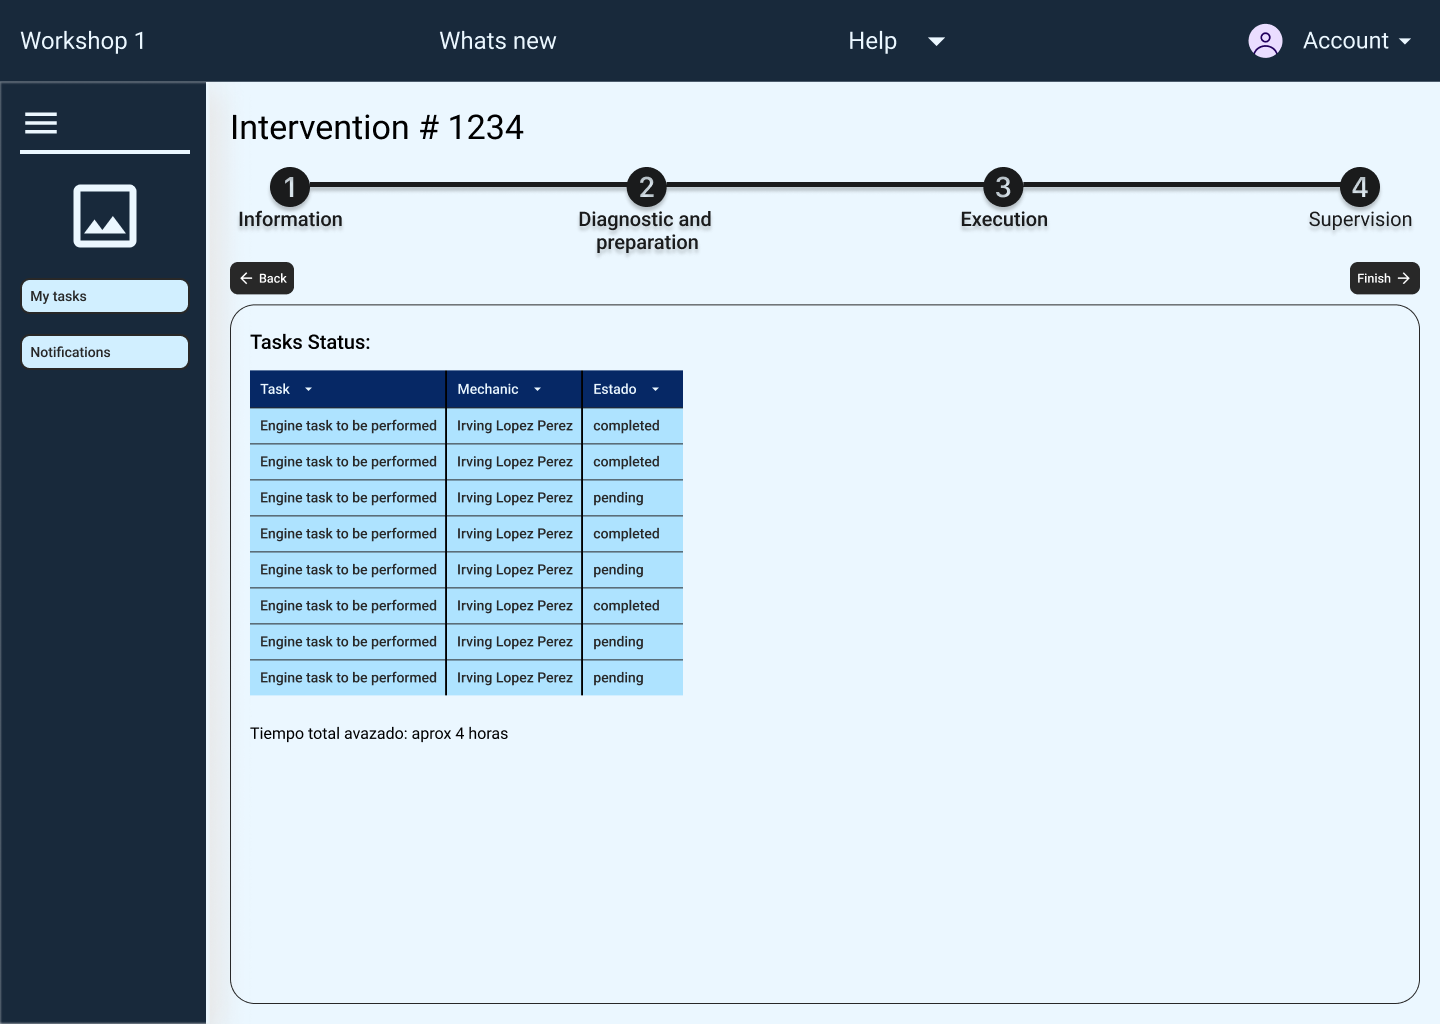 Workshop 1
Whats new
Help
Account
My tasks
Notifications
Intervention # 1234
1
2
3
4
Information
Diagnostic and
preparation
Execution
Supervision
Back
Finish
Tasks Status:
Task Mechanic Estado
Engine task to be performed Irving Lopez Perez completed
Engine task to be performed Irving Lopez Perez completed
Engine task to be performed Irving Lopez Perez pending
Engine task to be performed Irving Lopez Perez completed
Engine task to be performed Irving Lopez Perez pending
Engine task to be performed Irving Lopez Perez completed
Engine task to be performed Irving Lopez Perez pending
Engine task to be performed Irving Lopez Perez pending
Tiempo total avazado: aprox 4 horas